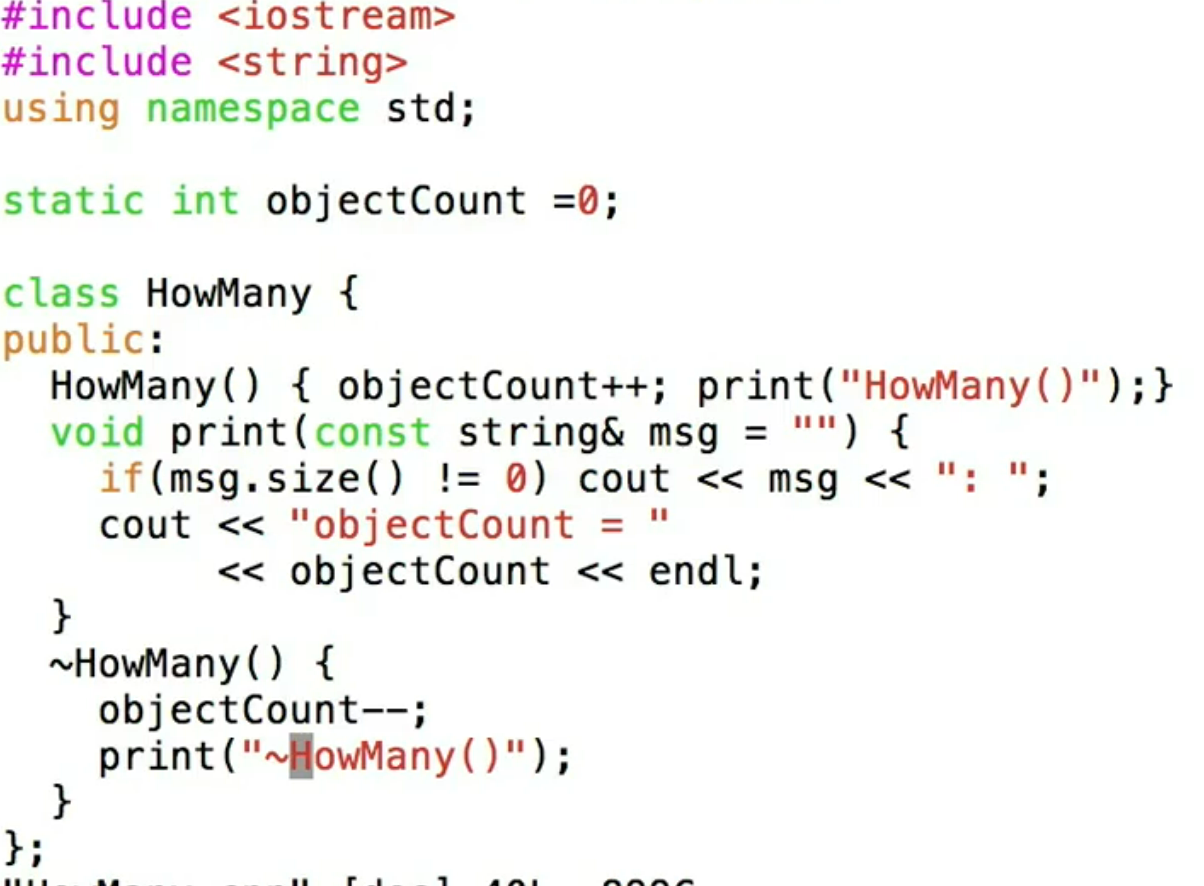 #include <iostream>
#include <string>
using namespace std;
static int objectCount =0;
class HowMany {
public:
HowMany() { objectCount++; print("HowMany()");}
void print(const string& msg = "") {
if(msg.size() != 0) cout << msg << ": ";
cout << "objectCount = "
<< objectCount << endl;
}
~HowMany() {
objectCount--;
print("~HowMany()");
}
};